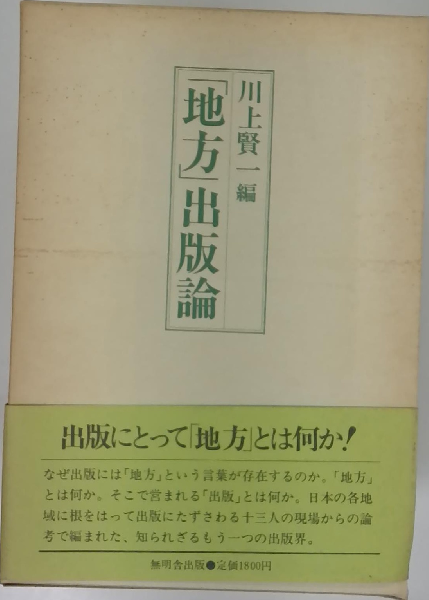 川上賢一編
「地方」出版論
出版にとって「地方」とは何か！
なぜ出版には「地方」という言葉が存在するのか。「地方」
とは何か。そこで営まれる「出版」とは何か。日本の各地
域に根をはって出版にたずさわる十三人の現場からの論
考で編まれた、知られざるもう一つの出版界。
無明舎出版●定価1800円